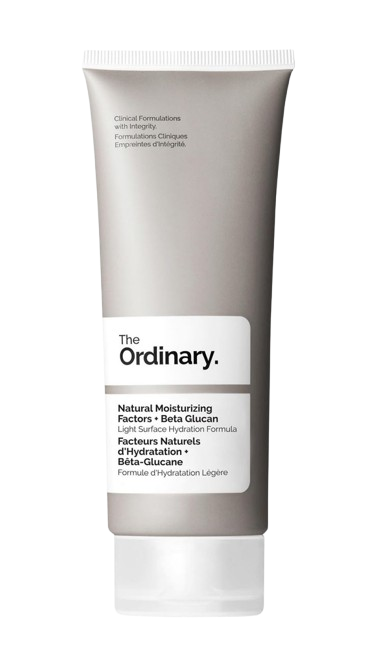 Clinical Formulations
with Integrity.
Formulations Cliniques
Empreintes d'Intégrité.
The
Ordinary.
Natural Moisturizing
Factors + Beta Glucan
Light Surface Hydration Formula
Facteurs Naturels
d'Hydratation +
Bêta-Glucane
Formule d'Hydratation Légère